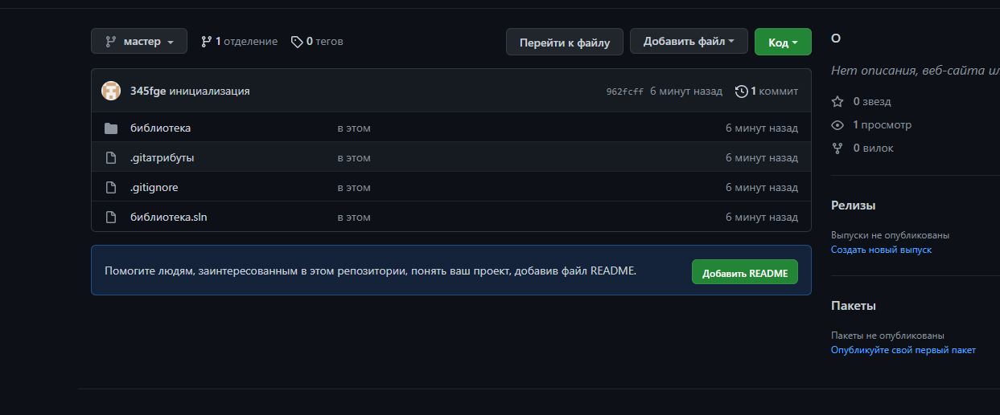 мастер 1 отделение 0 тегов Перейти к файлу Добавить файл Код
345fge инициализация 962fcff 6 минут назад 1 коммит
библиотека в этом 6 минут назад
.gitатрибуты в этом 6 минут назад
.gitignore в этом 6 минут назад
библиотека.sln в этом 6 минут назад
Помогите людям, заинтересованным в этом репозитории, понять ваш проект, добавив файл README. Добавить README
О
Нет описания, веб-сайта ил
0 звезд
1 просмотр
0 вилок
Релизы
Выпуски не опубликованы
Создать новый выпуск
Пакеты
Пакеты не опубликованы
Опубликуйте свой первый пакет